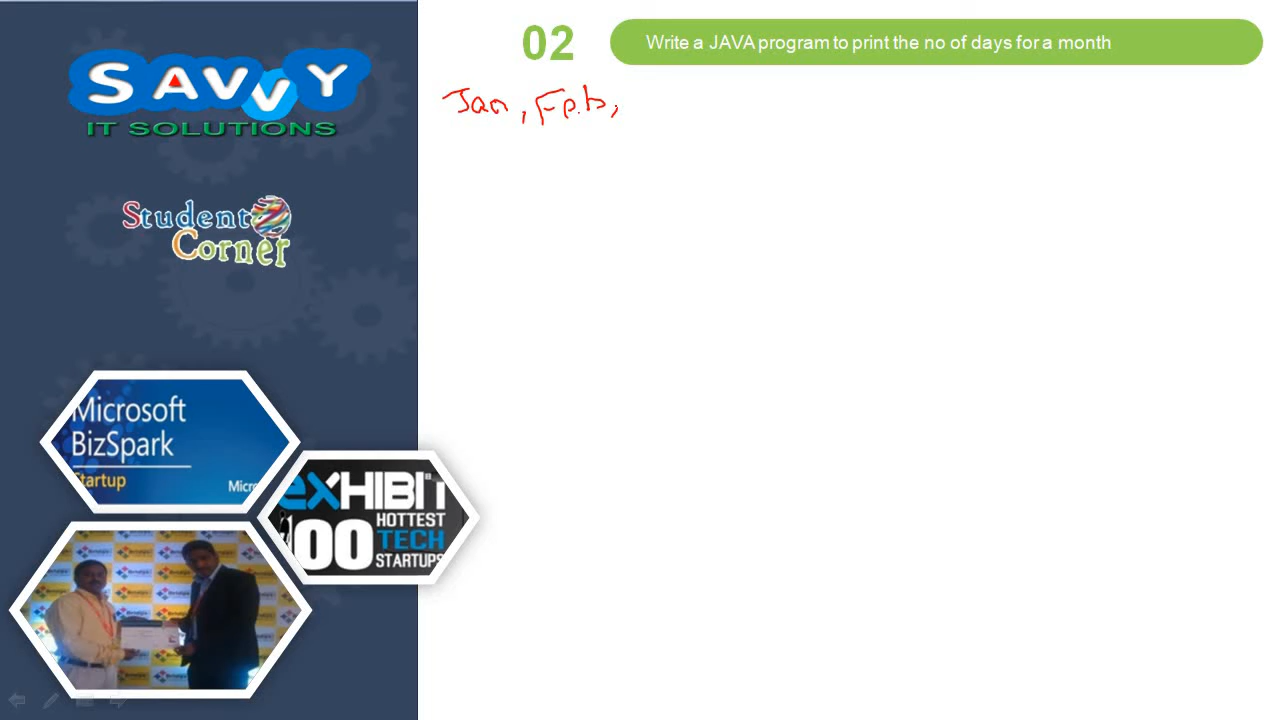 SAVVY
IT SOLUTIONS
Student
Corner
02
Write a JAVA program to print the no of days for a month
Jan, Feb,
Microsoft
BizSpark
Startup
Micros
exHIBIT
100
HOTTEST
TECH
STARTUPS